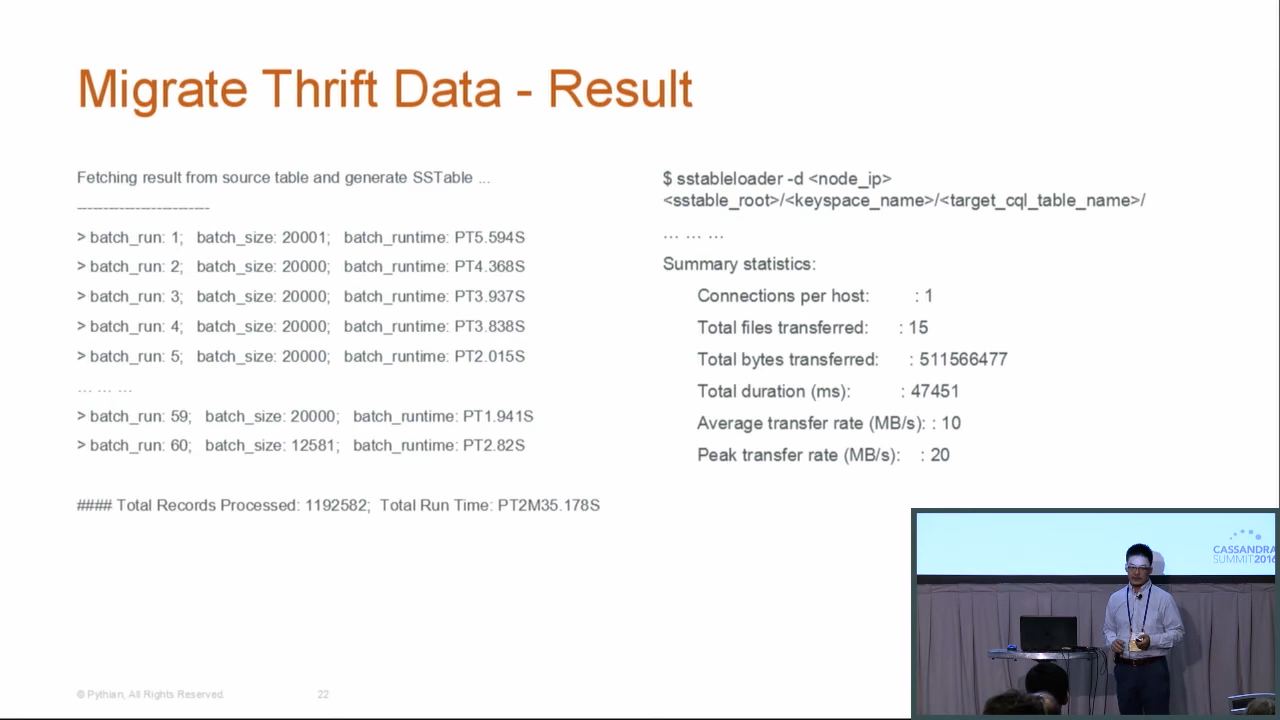 Migrate Thrift Data - Result
Fetching result from source table and generate SSTable ...
------------------------
> batch_run: 1; batch_size: 20001; batch_runtime: PT5.594S
> batch_run: 2; batch_size: 20000; batch_runtime: PT4.368S
> batch_run: 3; batch_size: 20000; batch_runtime: PT3.937S
> batch_run: 4; batch_size: 20000; batch_runtime: PT3.838S
> batch_run: 5; batch_size: 20000; batch_runtime: PT2.015S
... ... ...
> batch_run: 59; batch_size: 20000; batch_runtime: PT1.941S
> batch_run: 60; batch_size: 12581; batch_runtime: PT2.82S
#### Total Records Processed: 1192582; Total Run Time: PT2M35.178S
$ sstableloader -d <node_ip>
<sstable_root>/<keyspace_name>/<target_cql_table_name>/
... ... ...
Summary statistics:
Connections per host: : 1
Total files transferred: : 15
Total bytes transferred: : 511566477
Total duration (ms): : 47451
Average transfer rate (MB/s): : 10
Peak transfer rate (MB/s): : 20
CASSANDRA
SUMMIT2016
© Pythian, All Rights Reserved.
22